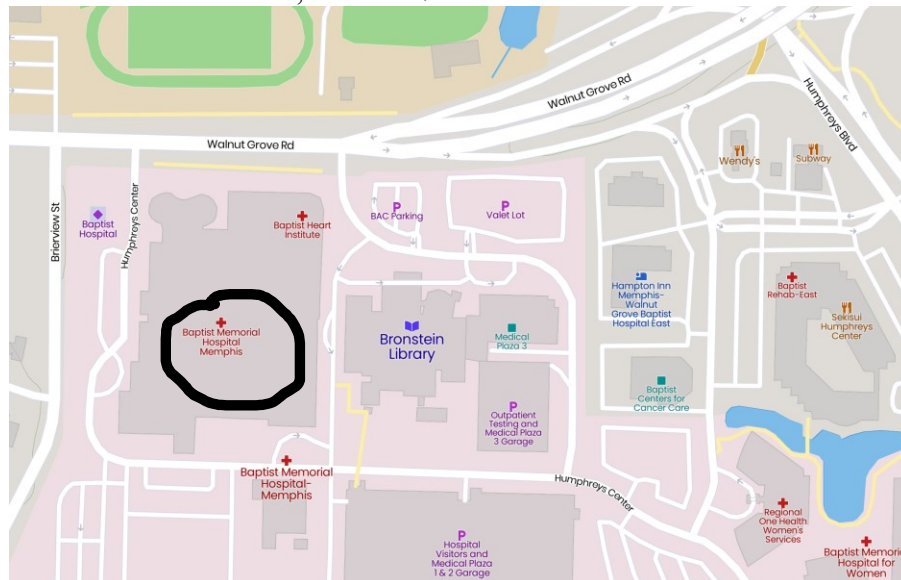 Walnut Grove Rd
Humphreys Blvd
Walnut Grove Rd
Wendy's
Subway
Brierview St
Humphreys Center
Baptist
Hospital
Baptist Heart
Institute
P
BAC Parking
P
Valet Lot
Hampton Inn
Memphis-
Walnut
Grove Baptist
Hospital East
Baptist
Rehab-East
Sekisui
Humphreys
Center
Baptist Memorial
Hospital
Memphis
Bronstein
Library
Medical
Plaza 3
Baptist
Centers for
Cancer Care
P
Outpatient
Testing and
Medical Plaza
3 Garage
Baptist Memorial
Hospital-
Memphis
Humphreys Center
Regional
One Health
Women's
Services
P
Hospital
Visitors and
Medical Plaza
1 & 2 Garage
Baptist Memori
Hospital for
Women